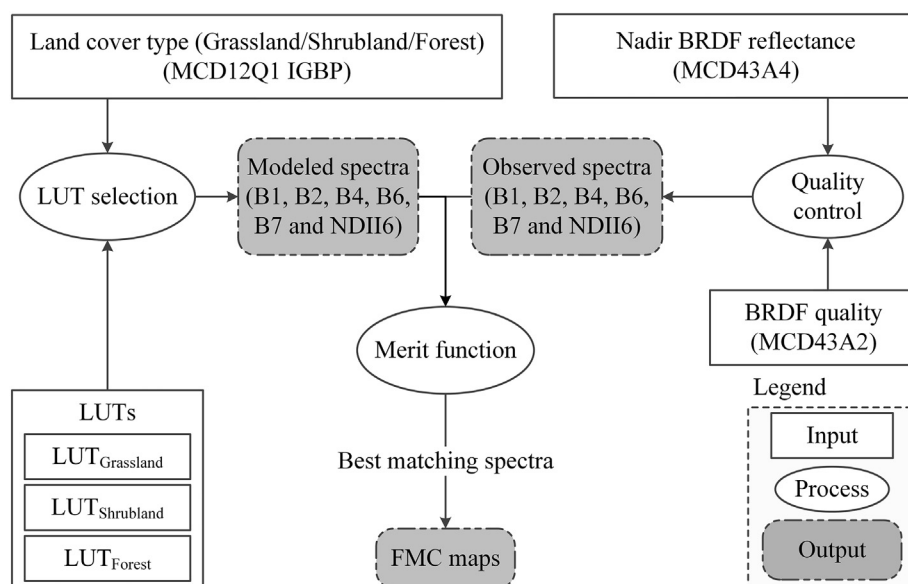 Land cover type (Grassland/Shrubland/Forest)
(MCD12Q1 IGBP)
Nadir BRDF reflectance
(MCD43A4)
LUT selection
Modeled spectra
(B1, B2, B4, B6,
B7 and NDII6)
Observed spectra
(B1, B2, B4, B6,
B7 and NDII6)
Quality
control
Merit function
BRDF quality
(MCD43A2)
LUTs
LUTGrassland
LUTShrubland
LUTForest
Best matching spectra
FMC maps
Legend
Input
Process
Output